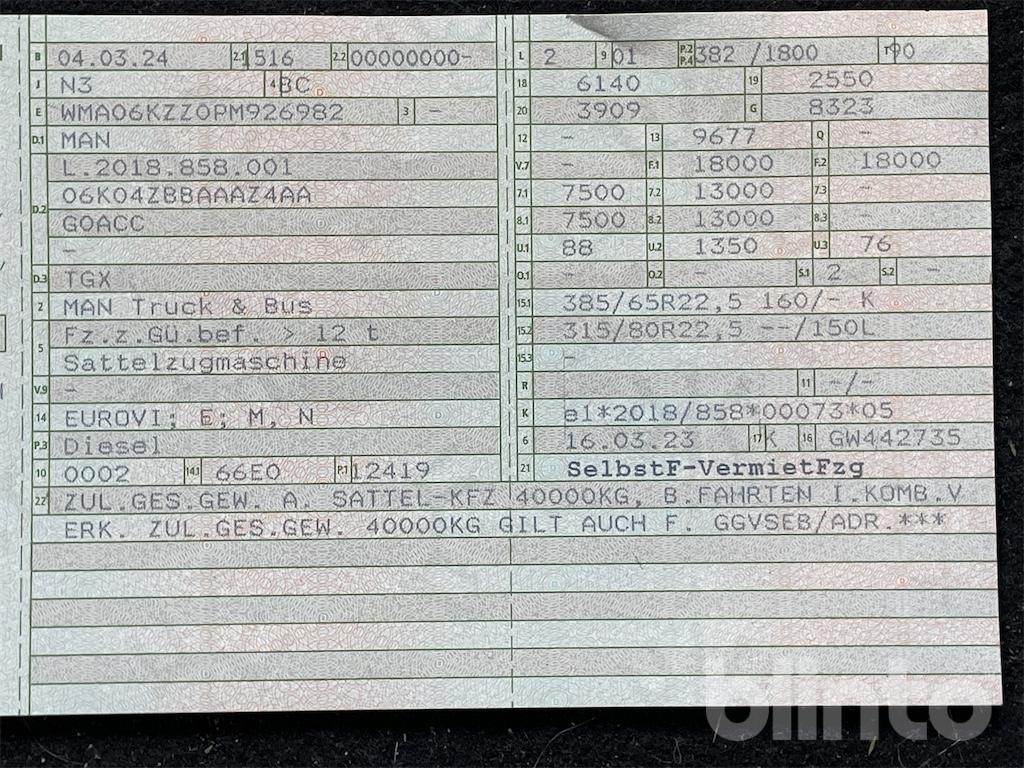 B 04.03.24 2.1 1516 2.2 00000000-
J N3 4 BC
E WMA06KZZ0PM926982 3 -
D.1 MAN
L.2018.858.001
D.2 06K04ZBBAAAZ4AA
GOACC
-
D.3 TGX
2 MAN Truck & Bus
5 Fz.z.Gü.bef. > 12 t
Sattelzugmaschine
V.9 -
14 EUROVI; E; M, N
P.3 Diesel
10 0002 14.1 66E0 P.1 12419
L 2 9 01 P.2 P.4 382 /1800 T 90
18 6140 19 2550
20 3909 G 8323
12 - 13 9677 Q -
V.7 - F.1 18000 F.2 18000
7.1 7500 7.2 13000 7.3 -
8.1 7500 8.2 13000 8.3 -
U.1 88 U.2 1350 U.3 76
O.1 - O.2 - S.1 2 S.2 -
15.1 385/65R22,5 160/- K
15.2 315/80R22,5 --/150L
15.3 -
R 11 -/-
K e1*2018/858*00073*05
6 16.03.23 17 K 16 GW442735
21 SelbstF-VermietFzg
22 ZUL.GES.GEW. A. SATTEL-KFZ 40000KG, B.FAHRTEN I.KOMB.V
ERK. ZUL.GES.GEW. 40000KG GILT AUCH F. GGVSEB/ADR.***
blinto